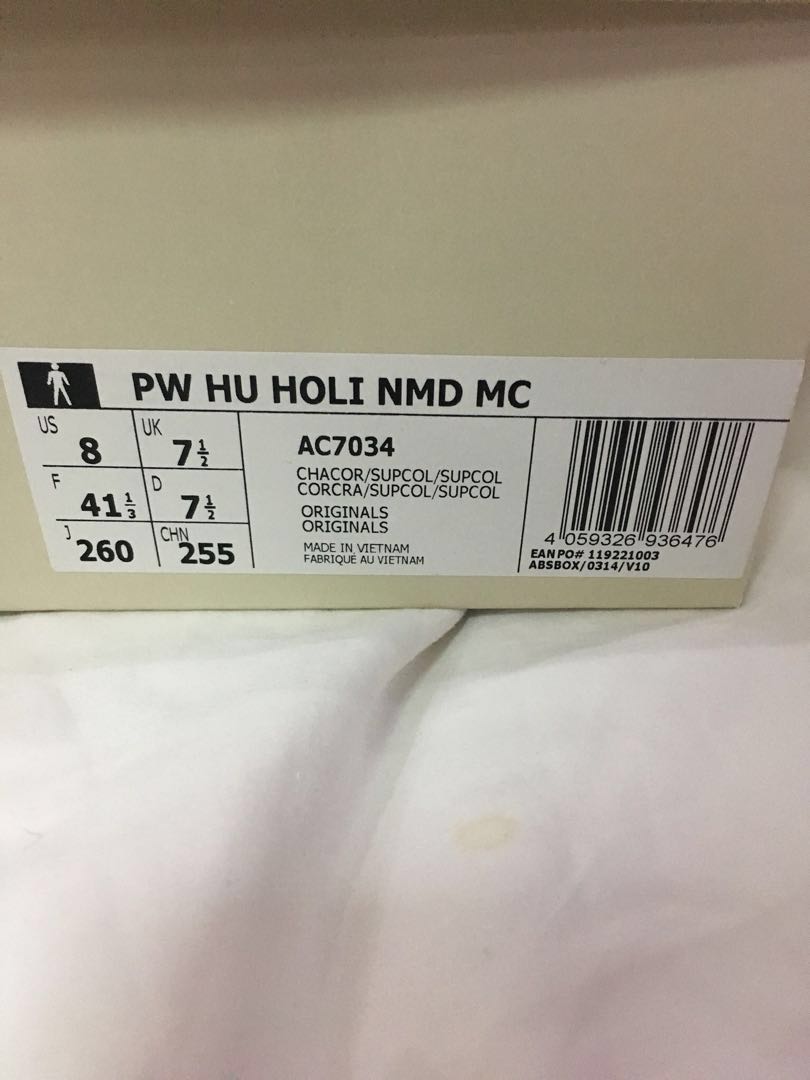 PW HU HOLI NMD MC
US 8 UK 7½
F 41⅓ D 7½
J 260 CHN 255
AC7034
CHACOR/SUPCOL/SUPCOL
CORCRA/SUPCOL/SUPCOL
ORIGINALS
ORIGINALS
MADE IN VIETNAM
FABRIQUÉ AU VIETNAM
4 059326 936476
EAN PO# 119221003
ABSBOX/0314/V10